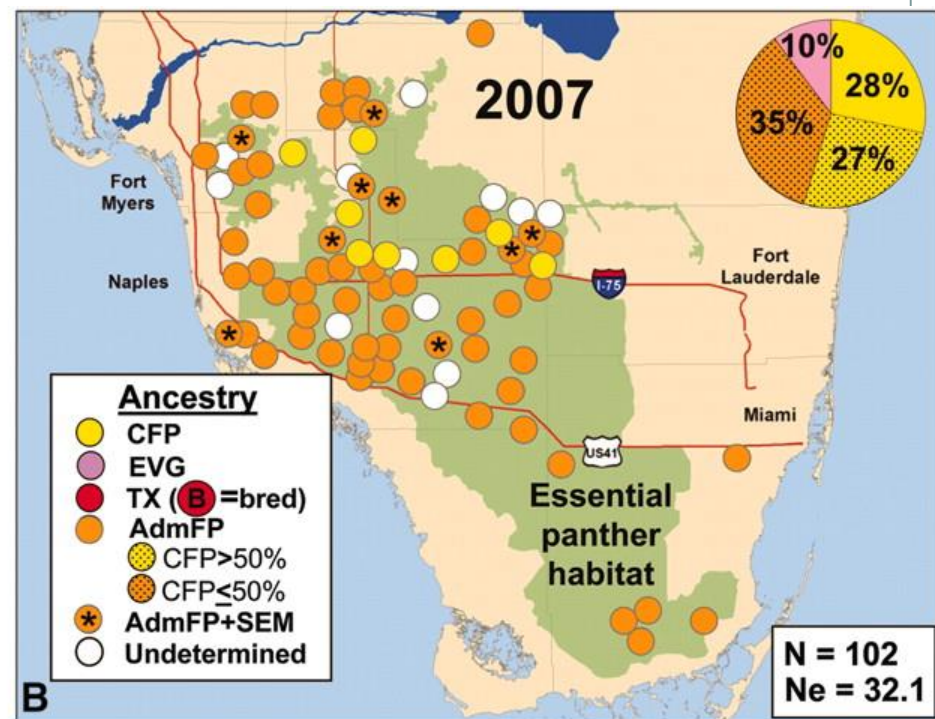 2007
10%
28%
35%
27%
Fort
Myers
Naples
Fort
Lauderdale
I-75
Miami
US41
Essential
panther
habitat
Ancestry
CFP
EVG
TX (B =bred)
AdmFP
CFP>50%
CFP≤50%
* AdmFP+SEM
Undetermined
N = 102
Ne = 32.1
B